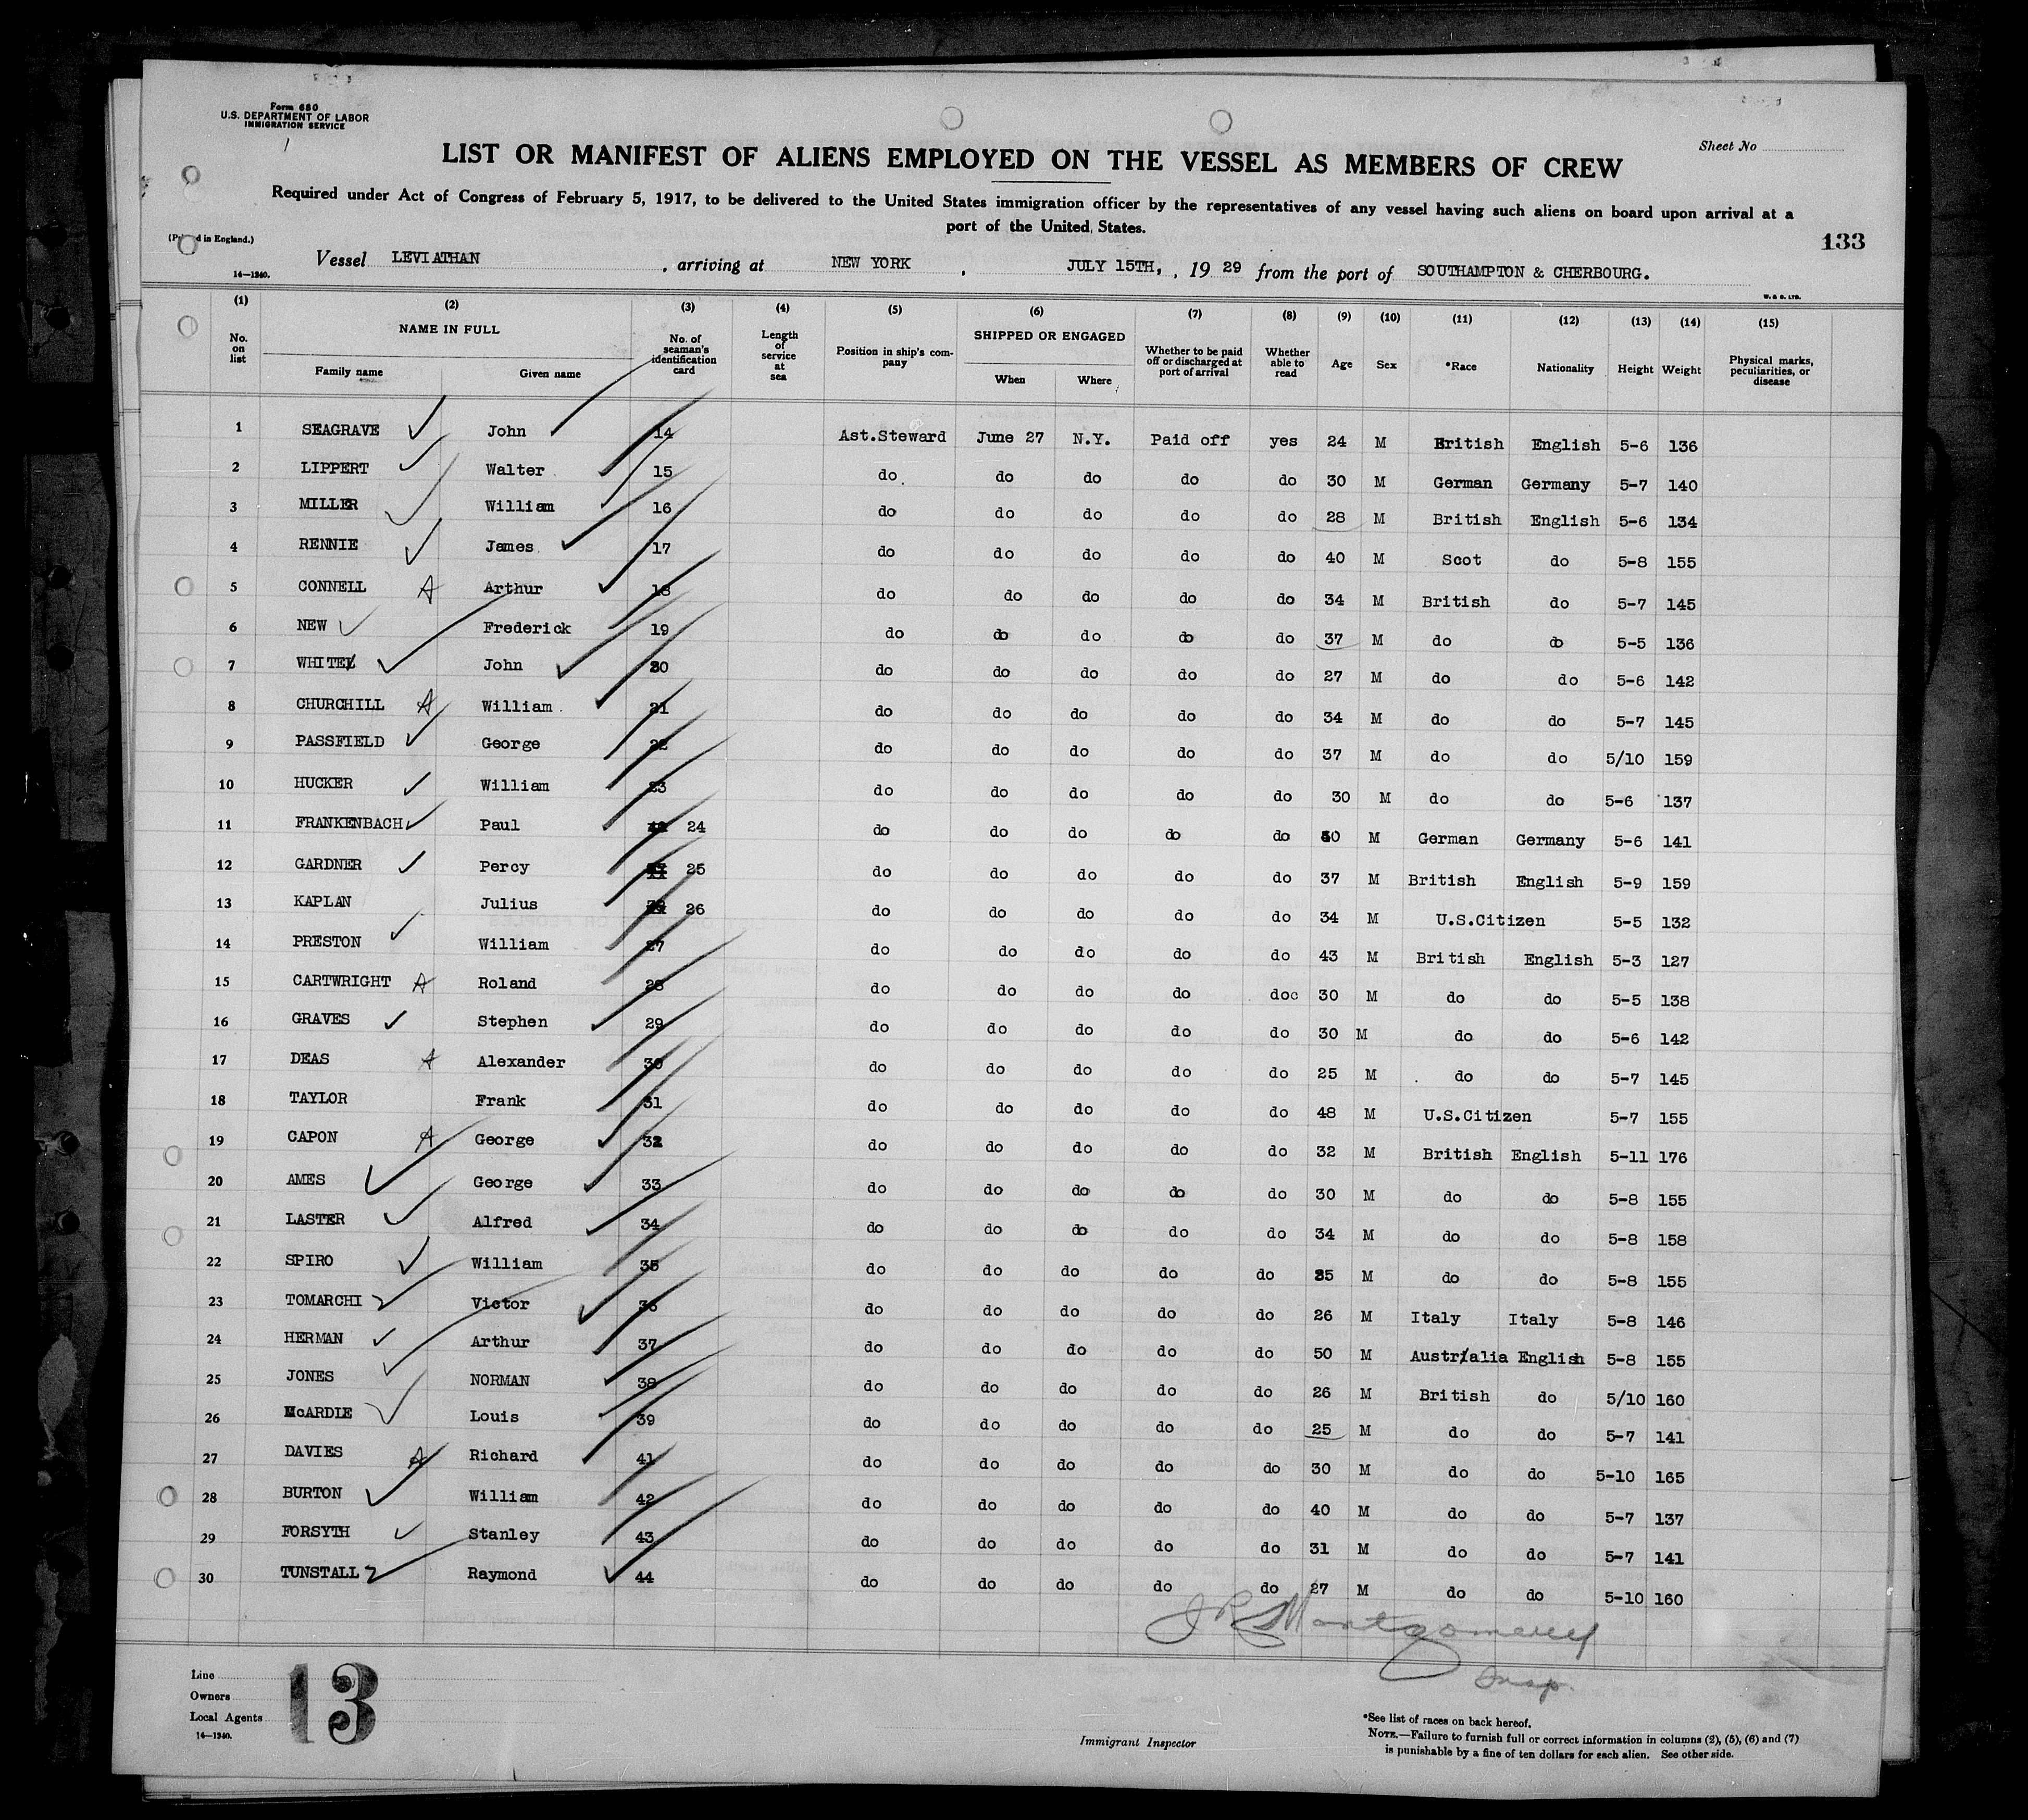 Form 680
U.S. DEPARTMENT OF LABOR
IMMIGRATION SERVICE
Sheet No
LIST OR MANIFEST OF ALIENS EMPLOYED ON THE VESSEL AS MEMBERS OF CREW
Required under Act of Congress of February 5, 1917, to be delivered to the United States immigration officer by the representatives of any vessel having such aliens on board upon arrival at a
port of the United States.
133
in England.)
14—1240.
Vessel LEVIATHAN , arriving at NEW YORK , JULY 15TH, , 19 29 from the port of SOUTHAMPTON & CHERBOURG.
W. & S. LTD.
(1) (2) (3) (4) (5) (6) (7) (8) (9) (10) (11) (12) (13) (14) (15)
No. on list NAME IN FULL Family name Given name No. of seaman's identification card Length of service at sea Position in ship's company SHIPPED OR ENGAGED When Where Whether to be paid off or discharged at port of arrival Whether able to read Age Sex *Race Nationality Height Weight Physical marks, peculiarities, or disease
1 SEAGRAVE John 14 Ast.Steward June 27 N.Y. Paid off yes 24 M British English 5-6 136
2 LIPPERT Walter 15 do. do do do do 30 M German Germany 5-7 140
3 MILLER William 16 do do do do do 28 M British English 5-6 134
4 RENNIE James 17 do do do do do 40 M Scot do 5-8 155
5 CONNELL A Arthur 18 do do do do do 34 M British do 5-7 145
6 NEW Frederick 19 do do do do do 37 M do do 5-5 136
7 WHITE John 20 do do do do do 27 M do do 5-6 142
8 CHURCHILL A William 21 do do do do do 34 M do do 5-7 145
9 PASSFIELD George 22 do do do do do 37 M do do 5/10 159
10 HUCKER William 23 do do do do do 30 M do do 5-6 137
11 FRANKENBACH Paul 24 do do do do do M German Germany 5-6 141
12 GARDNER Percy 25 do do do do do 37 M British English 5-9 159
13 KAPLAN Julius 26 do do do do do 34 M U.S.Citizen 5-5 132
14 PRESTON William 27 do do do do do 43 M British English 5-3 127
15 CARTWRIGHT A Roland 28 do do do do doc 30 M do do 5-5 138
16 GRAVES Stephen 29 do do do do do 30 M do do 5-6 142
17 DEAS A Alexander 30 do do do do do 25 M do do 5-7 145
18 TAYLOR Frank 31 do do do do do 48 M U.S.Citizen 5-7 155
19 CAPON A George 32 do do do do do 32 M British English 5-11 176
20 AMES George 33 do do do do do 30 M do do 5-8 155
21 LASTER Alfred 34 do do do do do 34 M do do 5-8 158
22 SPIRO William 35 do do do do do M do do 5-8 155
23 TOMARCHI Victor 36 do do do do do 26 M Italy Italy 5-8 146
24 HERMAN Arthur 37 do do do do do 50 M Australia English 5-8 155
25 JONES NORMAN 38 do do do do do 26 M British do 5/10 160
26 McARDLE Louis 39 do do do do do 25 M do do 5-7 141
27 DAVIES A Richard 41 do do do do do 30 M do do 5-10 165
28 BURTON William 42 do do do do do 40 M do do 5-7 137
29 FORSYTH Stanley 43 do do do do do 31 M do do 5-7 141
30 TUNSTALL Raymond 44 do do do do do 27 M do do 5-10 160
J R Montgomery
Insp.
Line
Owners
Local Agents
14—1240.
13
Immigrant Inspector
*See list of races on back hereof.
NOTE.—Failure to furnish full or correct information in columns (2), (5), (6) and (7)
is punishable by a fine of ten dollars for each alien. See other side.